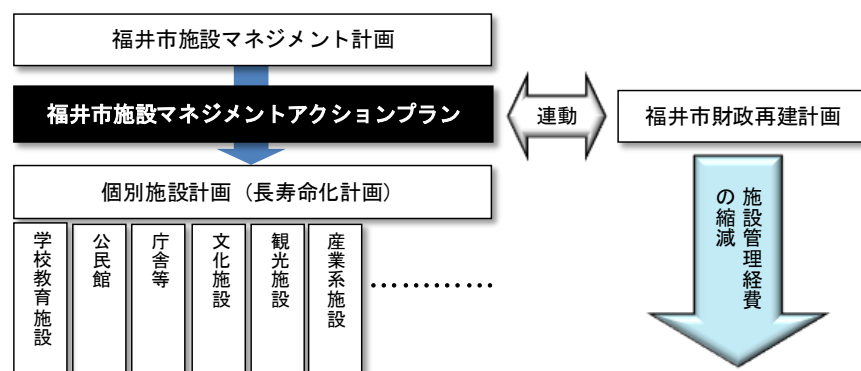 福井市施設マネジメント計画
福井市施設マネジメントアクションプラン
連動
福井市財政再建計画
個別施設計画（長寿命化計画）
学校教育施設
公民館
庁舎等
文化施設
観光施設
産業系施設
…………
施設管理経費
の縮減